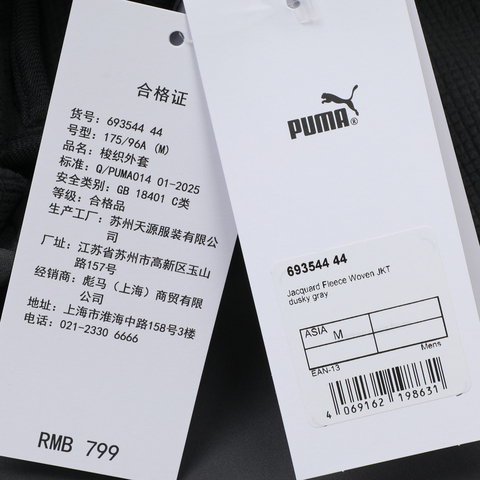 合格证
货号: 693544 44
号型: 175/96A (M)
品名: 梭织外套
标准: Q/PUMA014 01-2025
安全类别: GB 18401 C类
等级: 合格品
生产工厂: 苏州天源服装有限公
司
厂址: 江苏省苏州市高新区玉山
路157号
经销商: 彪马（上海）商贸有限
公司
地址: 上海市淮海中路158号3楼
电话: 021-2330 6666
RMB 799
PUMA®
693544 44
Jacquard Fleece Woven JKT
dusky gray
ASIA M
EAN-13 Mens
4 069162 198631